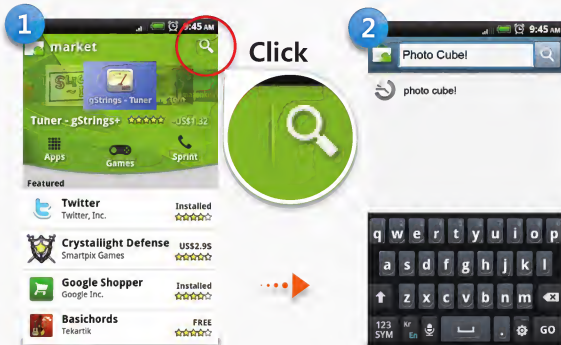 1
9:45 AM
market
gStrings - Tuner
Tuner - gStrings+
US$1.32
Apps
Games
Sprint
Featured
Twitter
Twitter, Inc.
Installed
Crystallight Defense
Smartpix Games
US$2.95
Google Shopper
Google Inc.
Installed
Basichords
Tekartik
FREE
Click
2
9:45 AM
Photo Cube!
photo cube!
q w e r t y u i o p
a s d f g h j k l
z x c v b n m
123 SYM
Kr En
. GO